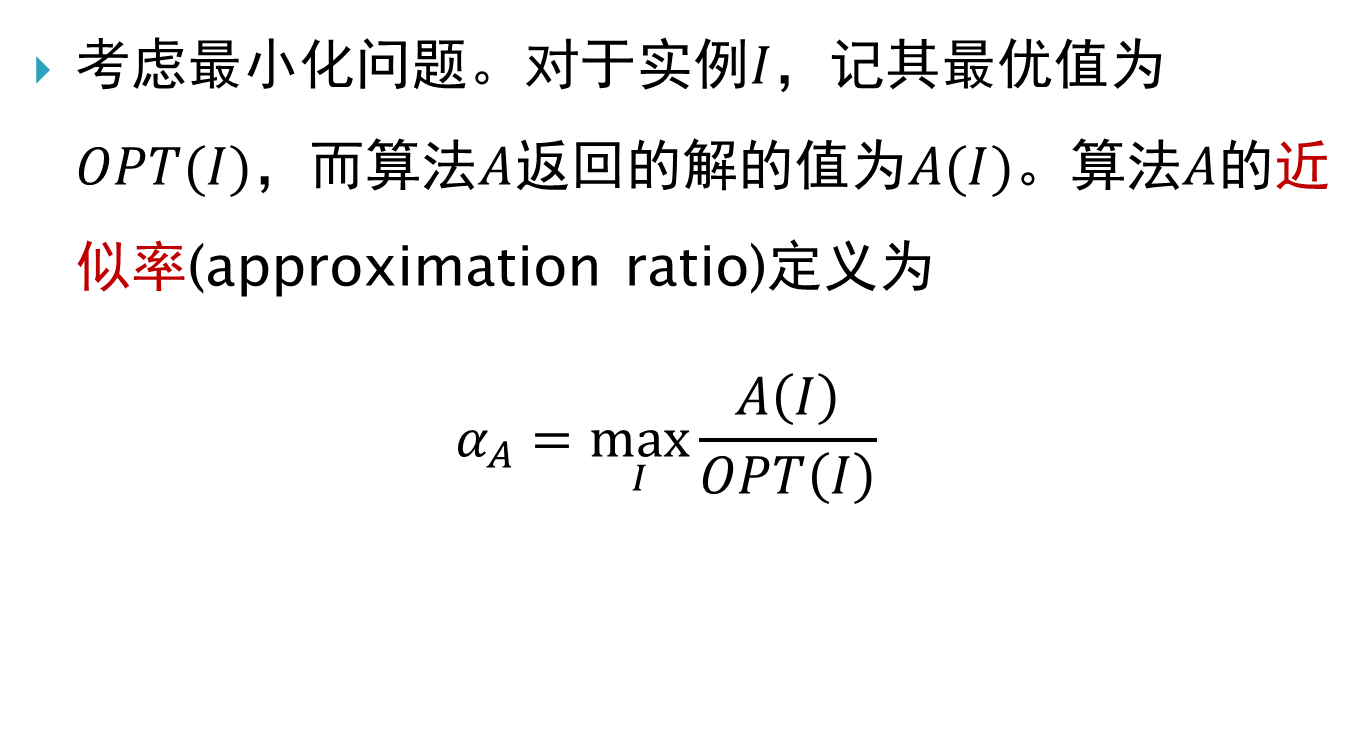 考虑最小化问题。对于实例I，记其最优值为
OPT(I)，而算法A返回的解的值为A(I)。算法A的近
似率(approximation ratio)定义为
α_A = max_I A(I)/OPT(I)